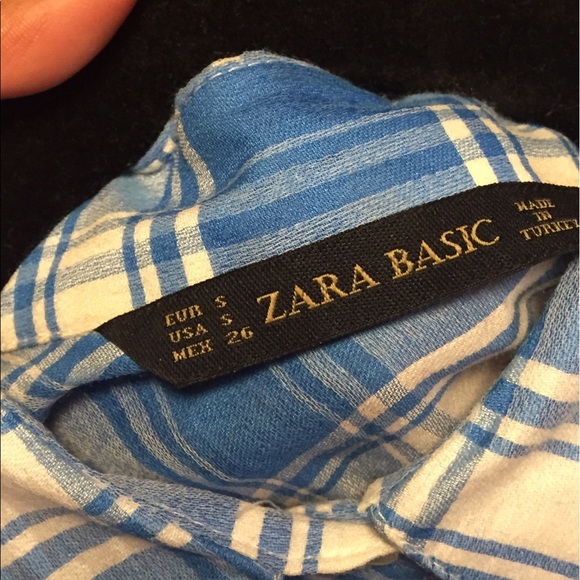 EUR S
USA S
MEX 26
ZARA BASIC
MADE
IN
TURKEY